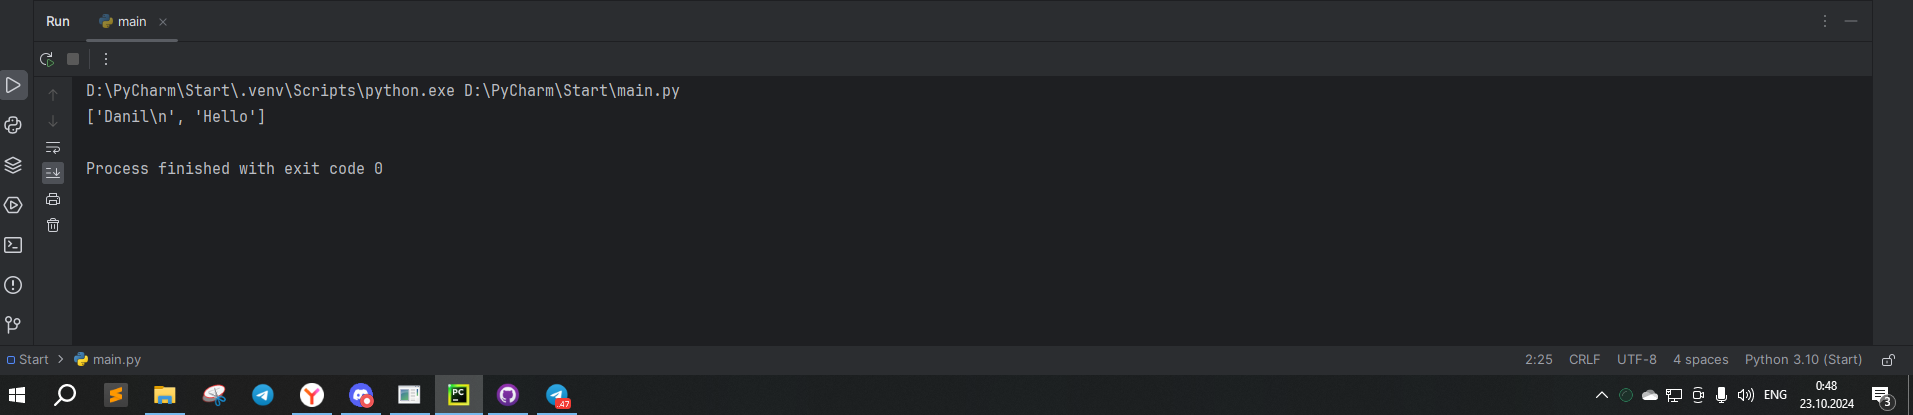 Run main
D:\PyCharm\Start\.venv\Scripts\python.exe D:\PyCharm\Start\main.py
['Danil\n', 'Hello']
Process finished with exit code 0
Start > main.py 2:25 CRLF UTF-8 4 spaces Python 3.10 (Start)
PC 47 ENG 0:48
23.10.2024 3